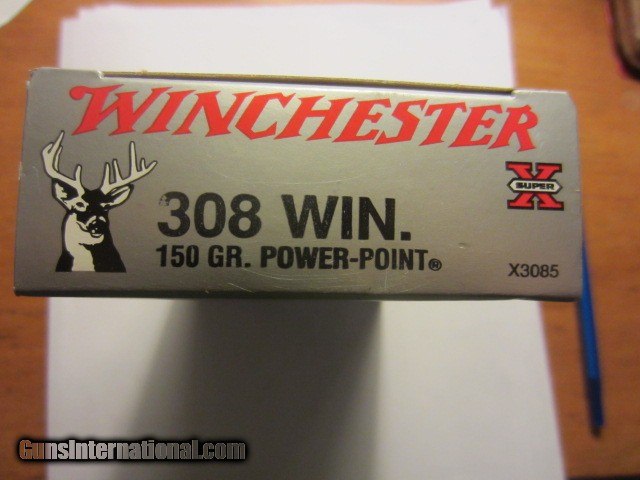 WINCHESTER
X
SUPER
308 WIN.
150 GR. POWER-POINT®
X3085
GunsInternational.com